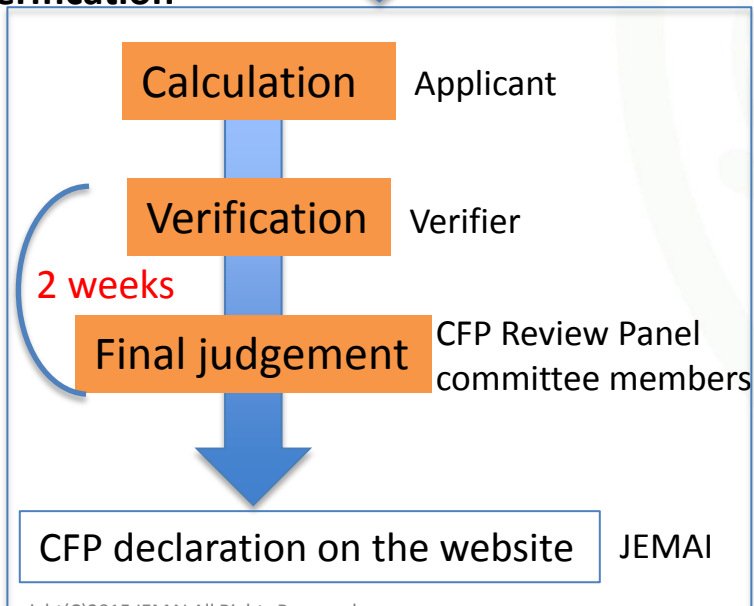 Calculation Applicant
Verification Verifier
2 weeks
Final judgement
CFP Review Panel
committee members
CFP declaration on the website JEMAI